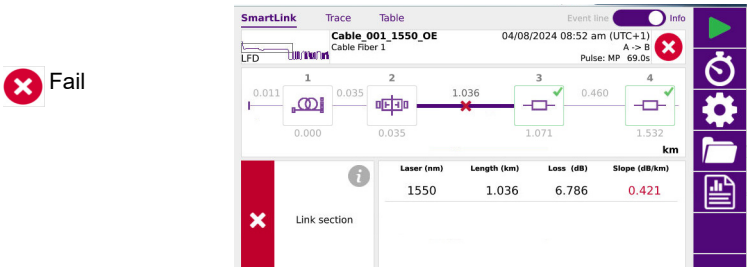 Fail
SmartLink Trace Table Event line Info
LFD
Cable_001_1550_OE
Cable Fiber 1
04/08/2024 08:52 am (UTC+1)
A -> B
Pulse: MP 69.0s
1 2 3 4
0.011 0.035 1.036 0.460
0.000 0.035 1.071 1.532
km
i
Link section
Laser (nm) Length (km) Loss (dB) Slope (dB/km)
1550 1.036 6.786 0.421